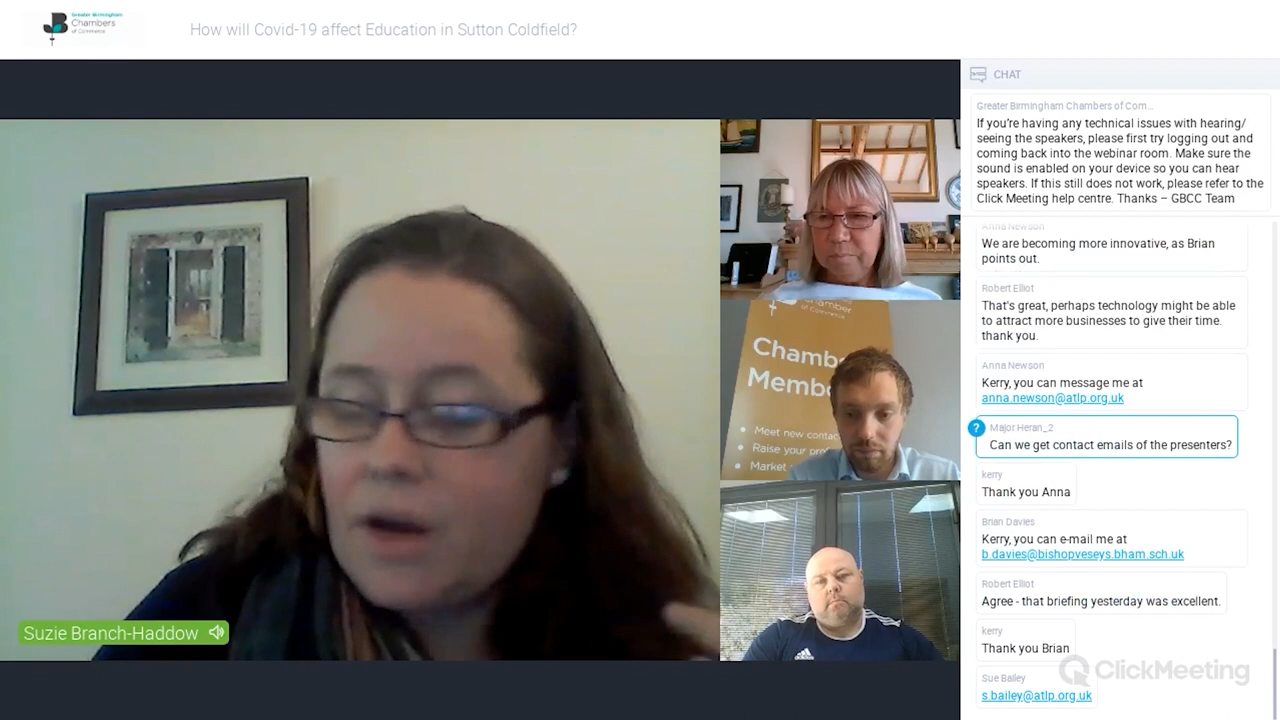 Greater Birmingham
Chambers
of Commerce
How will Covid-19 affect Education in Sutton Coldfield?
CHAT
Greater Birmingham Chambers of Com...
If you're having any technical issues with hearing/
seeing the speakers, please first try logging out and
coming back into the webinar room. Make sure the
sound is enabled on your device so you can hear
speakers. If this still does not work, please refer to the
Click Meeting help centre. Thanks – GBCC Team
Anna Newson
We are becoming more innovative, as Brian
points out.
Robert Elliot
That's great, perhaps technology might be able
to attract more businesses to give their time.
thank you.
Anna Newson
Kerry, you can message me at
anna.newson@atlp.org.uk
?
Major Heran_2
Can we get contact emails of the presenters?
kerry
Thank you Anna
Brian Davies
Kerry, you can e-mail me at
b.davies@bishopveseys.bham.sch.uk
Robert Elliot
Agree - that briefing yesterday was excellent.
kerry
Thank you Brian
Sue Bailey
s.bailey@atlp.org.uk
ClickMeeting
Suzie Branch-Haddow
Chamber
of Commerce
Chamb
Membe
• Meet new contac
• Raise your pro
• Market
adidas